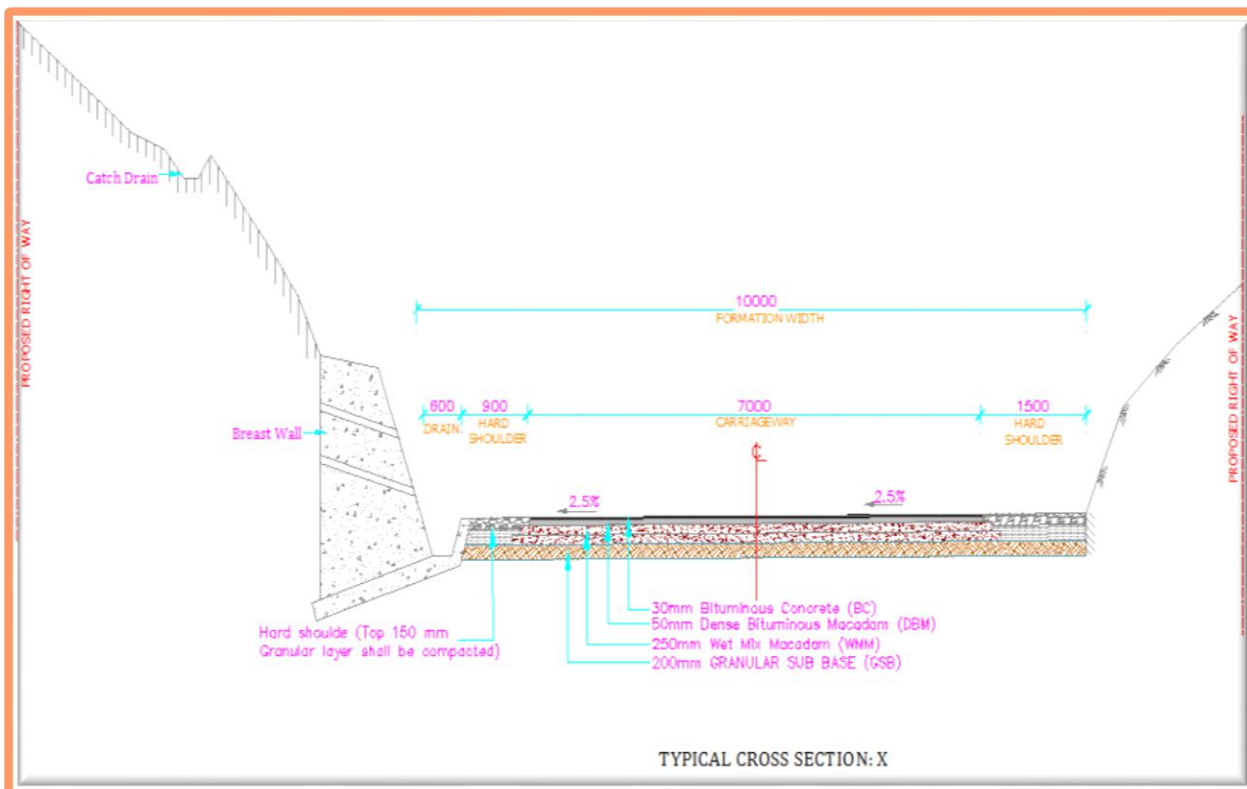 Catch Drain
PROPOSED RIGHT OF WAY
PROPOSED RIGHT OF WAY
10000
FORMATION WIDTH
600
DRAIN
900
HARD
SHOULDER
7000
CARRIAGEWAY
1500
HARD
SHOULDER
Breast Wall
CL
2.5%
2.5%
30mm Bituminous Concrete (BC)
50mm Dense Bituminous Macadam (DBM)
250mm Wet Mix Macadam (WMM)
200mm GRANULAR SUB BASE (GSB)
Hard shoulde (Top 150 mm
Granular layer shall be compacted)
TYPICAL CROSS SECTION: X